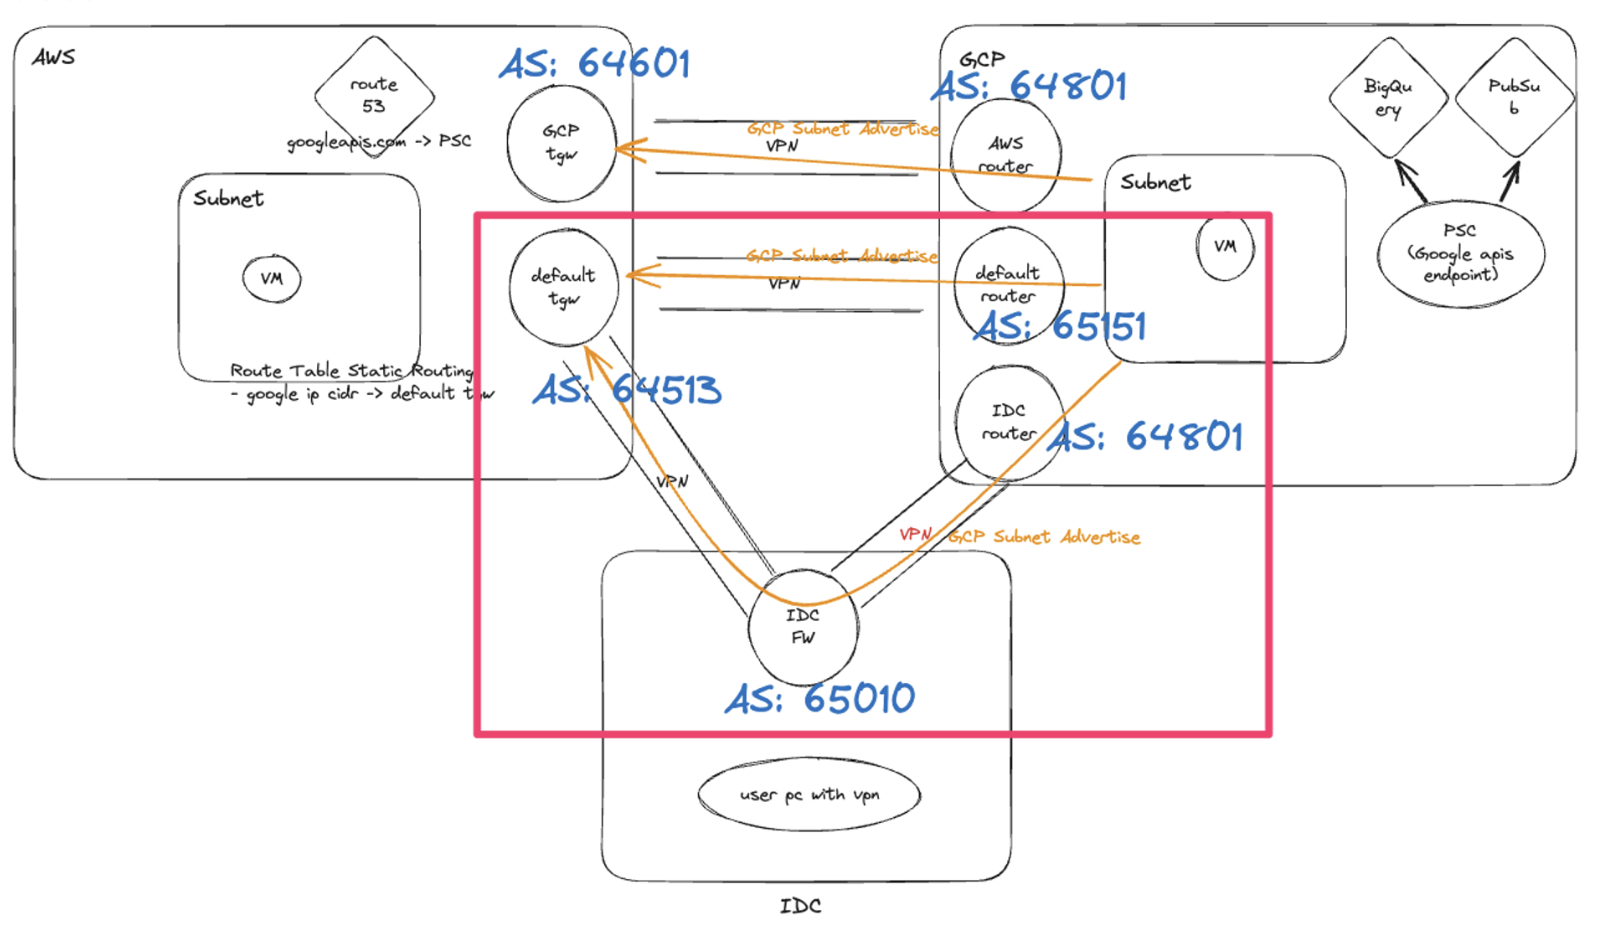 AWS
route
53
googleapis.com -> PSC
AS: 64601
GCP
tgw
Subnet
VM
Route Table Static Routing
- google ip cidr -> default tgw
default
tgw
AS: 64513
GCP Subnet Advertise
VPN
GCP Subnet Advertise
VPN
GCP
AS: 64801
AWS
router
default
router
AS: 65151
IDC
router
AS: 64801
Subnet
VM
BigQu
ery
PubSu
b
PSC
(Google apis
endpoint)
VPN
VPN
GCP Subnet Advertise
IDC
FW
AS: 65010
user pc with vpn
IDC